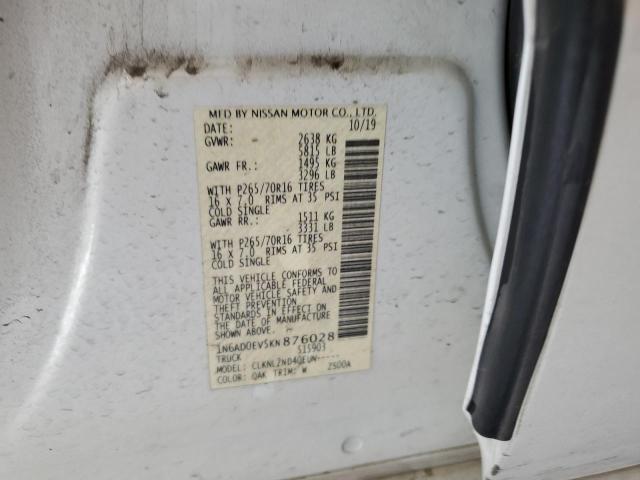 MFD BY NISSAN MOTOR CO., LTD.
DATE: 10/19
GVWR: 2638 KG
5815 LB
GAWR FR.: 1495 KG
3296 LB
WITH P265/70R16 TIRES
16 X 7.0 RIMS AT 35 PSI
COLD SINGLE
GAWR RR.: 1511 KG
3331 LB
WITH P265/70R16 TIRES
16 X 7.0 RIMS AT 35 PSI
COLD SINGLE
THIS VEHICLE CONFORMS TO
ALL APPLICABLE FEDERAL
MOTOR VEHICLE SAFETY AND
THEFT PREVENTION
STANDARDS IN EFFECT ON
THE DATE OF MANUFACTURE
SHOWN ABOVE.
1N6AD0EV5KN876028
TRUCK S15903
MODEL: CLKNLZND4QEUN-----
COLOR: QAK TRIM: W 2500A